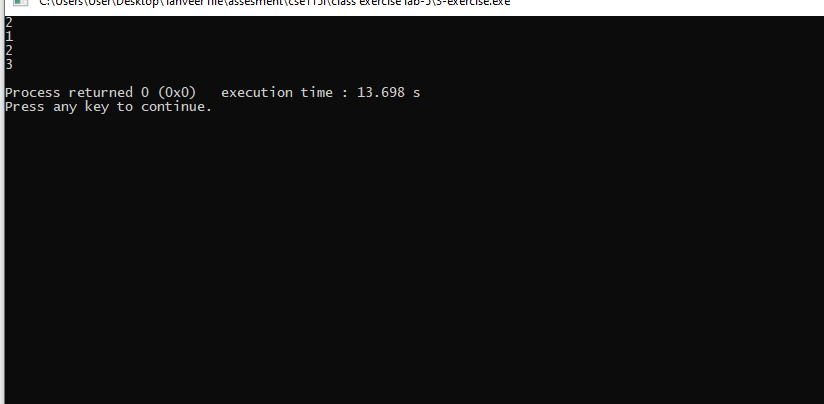 C:\Users\User\Desktop\Tanveer file\assesment\cse115l\class exercise lab-5\3-exercise.exe
2
1
2
3
Process returned 0 (0x0)   execution time : 13.698 s
Press any key to continue.